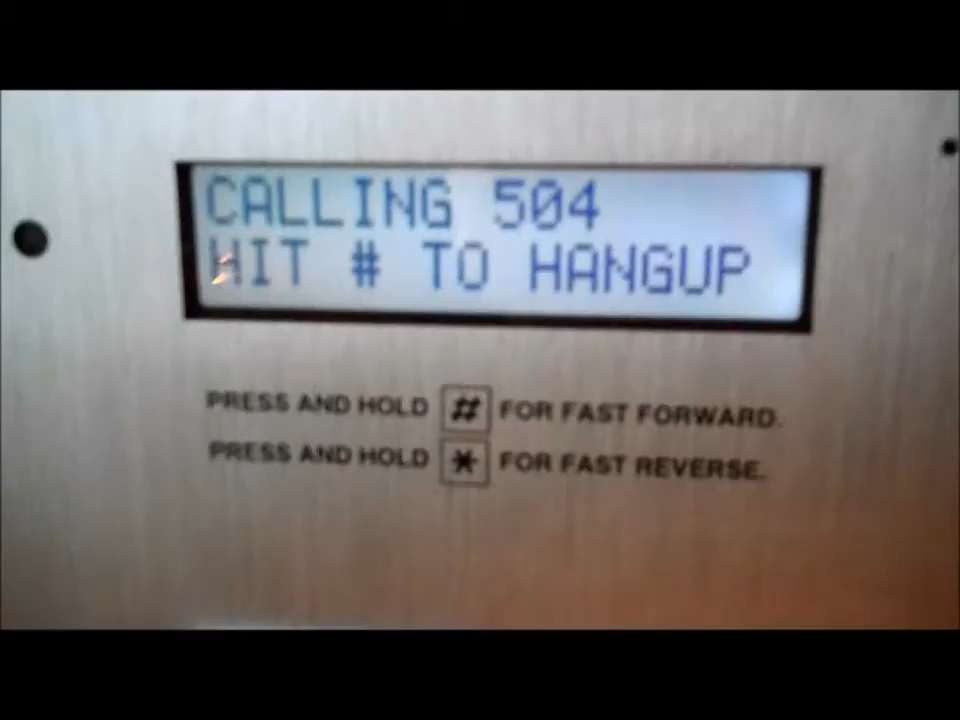 CALLING 504
HIT # TO HANGUP
PRESS AND HOLD # FOR FAST FORWARD.
PRESS AND HOLD * FOR FAST REVERSE.